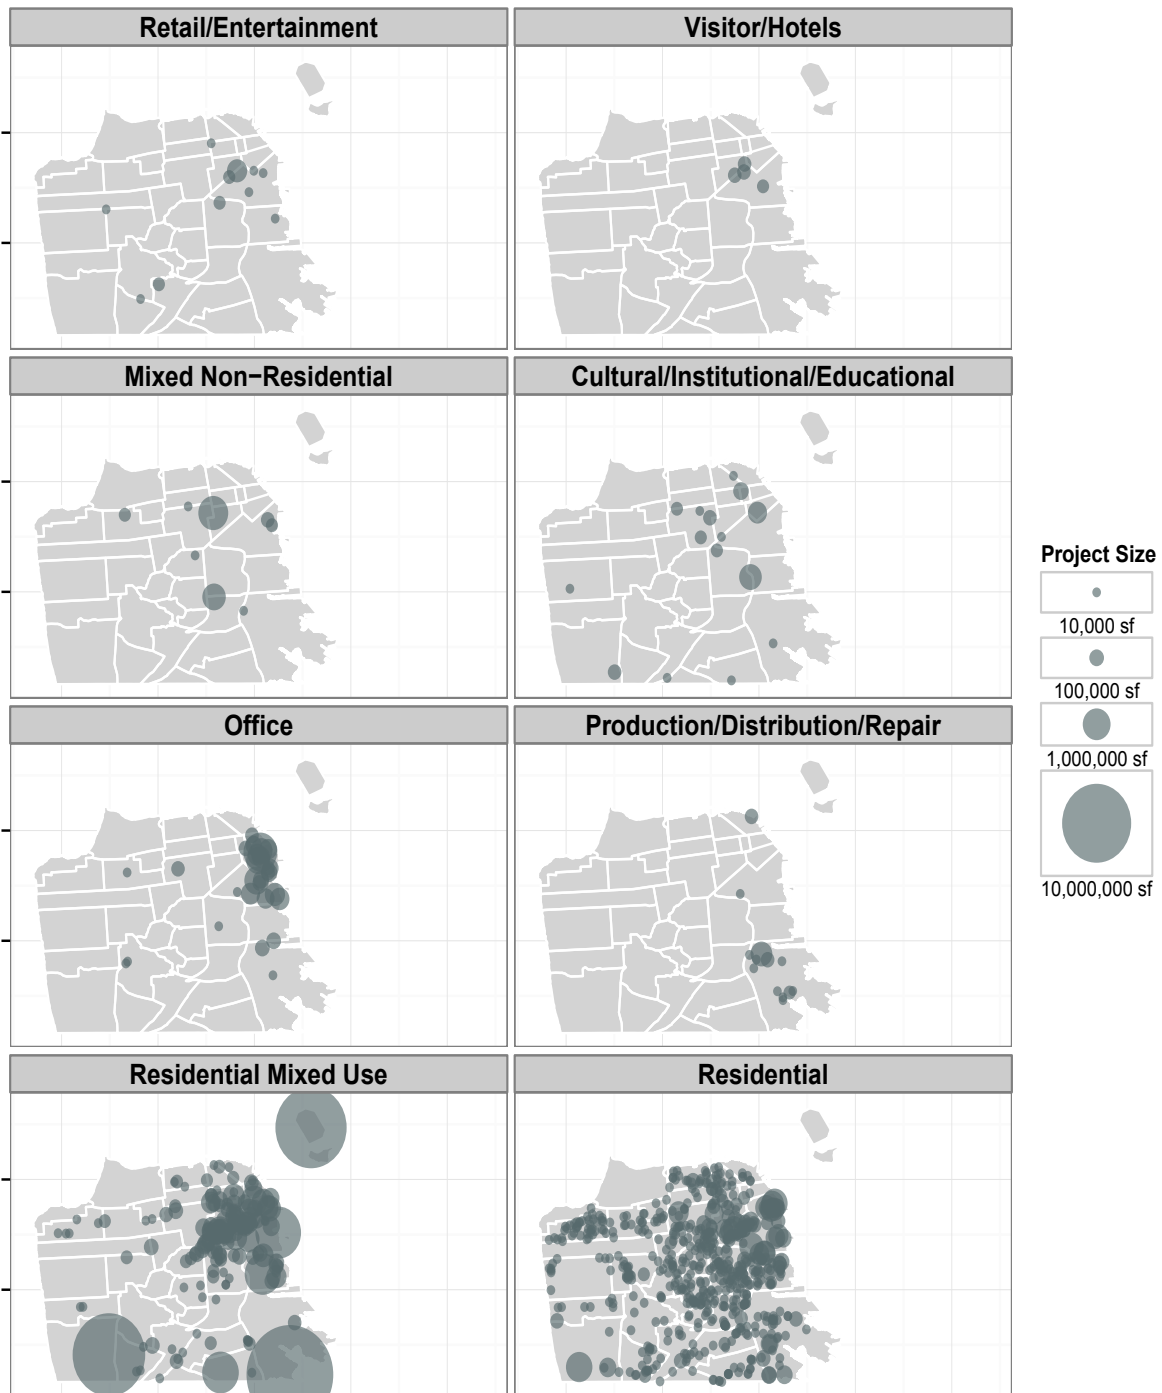 Retail/Entertainment
Visitor/Hotels
Mixed Non−Residential
Cultural/Institutional/Educational
Office
Production/Distribution/Repair
Residential Mixed Use
Residential
Project Size
10,000 sf
100,000 sf
1,000,000 sf
10,000,000 sf